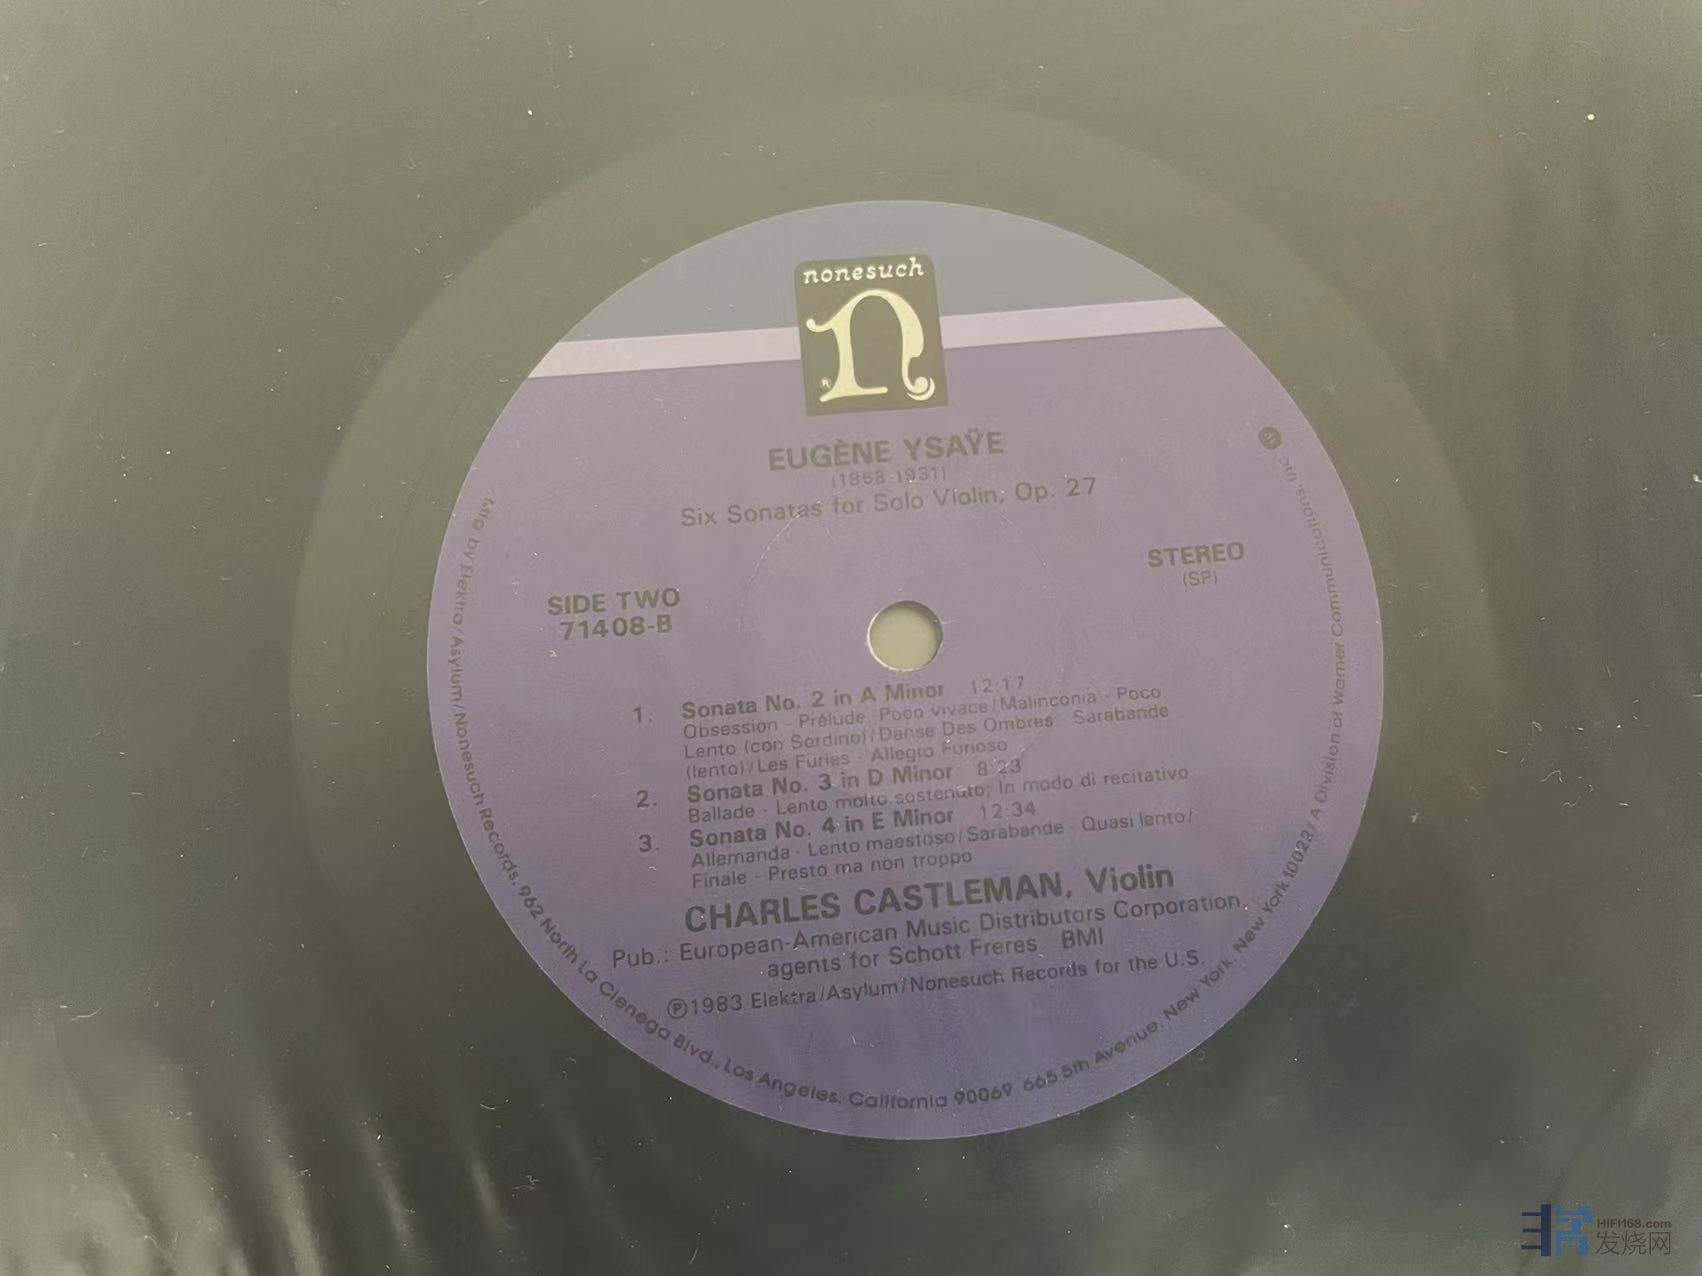 nonesuch
n
®
EUGÈNE YSAŸE
(1858-1931)
Six Sonatas for Solo Violin, Op. 27
STEREO
(SP)
SIDE TWO
71408-B
1. Sonata No. 2 in A Minor 12:17
Obsession - Prélude, Poco vivace/Malinconia - Poco
Lento (con Sordino)/Danse Des Ombres - Sarabande
(lento)/Les Furies - Allegro Furioso
2. Sonata No. 3 in D Minor 8:23
Ballade - Lento molto sostenuto, In modo di recitativo
3. Sonata No. 4 in E Minor 12:34
Allemanda - Lento maestoso/Sarabande - Quasi lento/
Finale - Presto ma non troppo
CHARLES CASTLEMAN, Violin
Pub.: European-American Music Distributors Corporation,
agents for Schott Freres BMI
℗1983 Elektra/Asylum/Nonesuch Records for the U.S.
Mfg by Elektra/Asylum/Nonesuch Records, 962 North La Cienega Blvd., Los Angeles, California 90069 665 5th Avenue, New York, New York 10022/A Division of Warner Communications, Inc.
非常
HIFI168.com
发烧网